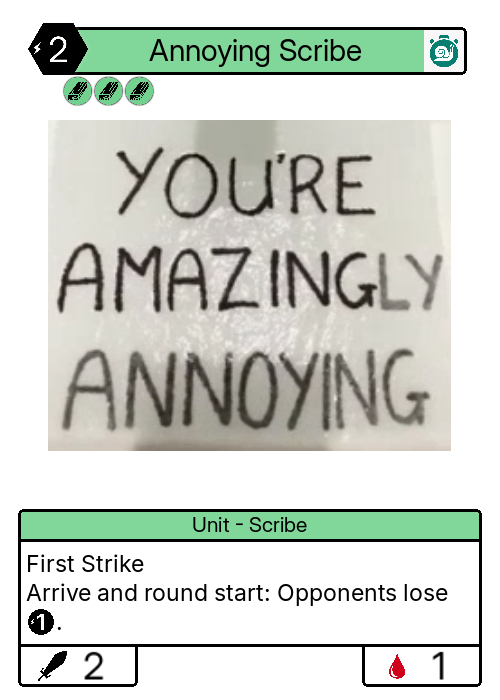 2
Annoying Scribe
YOU'RE
AMAZINGLY
ANNOYING
Unit - Scribe
First Strike
Arrive and round start: Opponents lose
1.
2
1